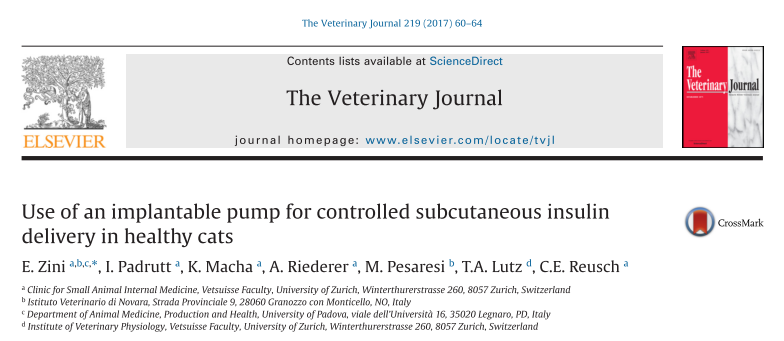 The Veterinary Journal 219 (2017) 60–64
Contents lists available at ScienceDirect
The Veterinary Journal
journal homepage: www.elsevier.com/locate/tvjl
ELSEVIER
The
Veterinary Journal
Use of an implantable pump for controlled subcutaneous insulin
delivery in healthy cats
CrossMark
E. Zini a,b,c,*, I. Padrutt a, K. Macha a, A. Riederer a, M. Pesaresi b, T.A. Lutz d, C.E. Reusch a
a Clinic for Small Animal Internal Medicine, Vetsuisse Faculty, University of Zurich, Winterthurerstrasse 260, 8057 Zurich, Switzerland
b Istituto Veterinario di Novara, Strada Provinciale 9, 28060 Granozzo con Monticello, NO, Italy
c Department of Animal Medicine, Production and Health, University of Padova, viale dell'Università 16, 35020 Legnaro, PD, Italy
d Institute of Veterinary Physiology, Vetsuisse Faculty, University of Zurich, Winterthurerstrasse 260, 8057 Zurich, Switzerland